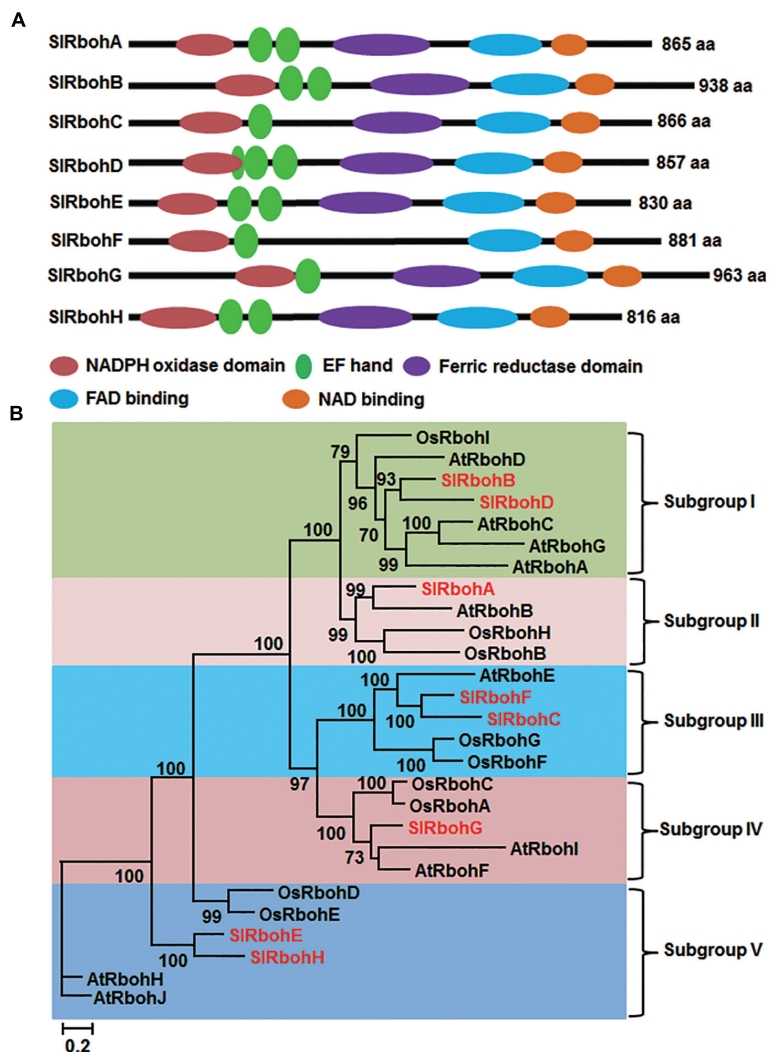 A
SlRbohA 865 aa
SlRbohB 938 aa
SlRbohC 866 aa
SlRbohD 857 aa
SlRbohE 830 aa
SlRbohF 881 aa
SlRbohG 963 aa
SlRbohH 816 aa
NADPH oxidase domain EF hand Ferric reductase domain
FAD binding NAD binding
B
OsRbohI
79
AtRbohD
93 SlRbohB
96 SlRbohD
Subgroup I
100 70 100 AtRbohC
AtRbohG
99 AtRbohA
99 SlRbohA
AtRbohB
Subgroup II
99 OsRbohH
100 OsRbohB
100
100 AtRbohE
SlRbohF
100 100 SlRbohC
Subgroup III
OsRbohG
100 OsRbohF
100
97 100 OsRbohC
OsRbohA
100 SlRbohG
Subgroup IV
73 AtRbohI
AtRbohF
100
OsRbohD
99 OsRbohE
SlRbohE
100 SlRbohH
Subgroup V
AtRbohH
AtRbohJ
0.2